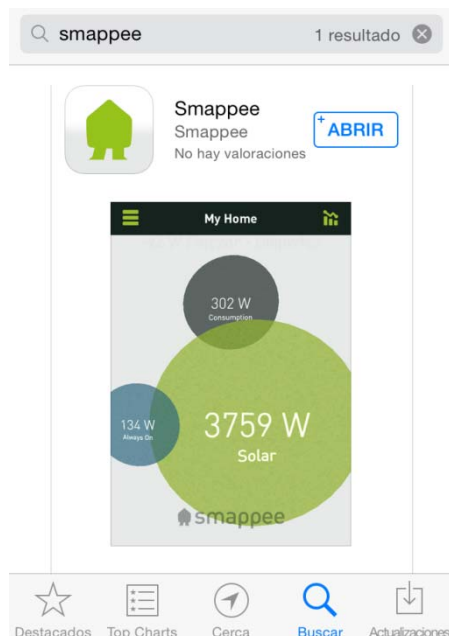 smappee
1 resultado
Smappee
Smappee
No hay valoraciones
+ ABRIR
My Home
302 W
Consumption
134 W
Always On
3759 W
Solar
smappee
Destacados
Top Charts
Cerca
Buscar
Actualizaciones